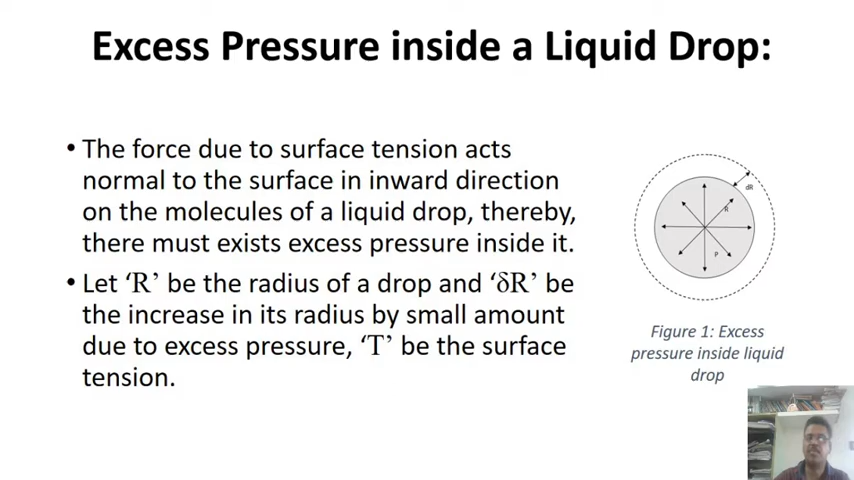 Excess Pressure inside a Liquid Drop:
• The force due to surface tension acts
normal to the surface in inward direction
on the molecules of a liquid drop, thereby,
there must exists excess pressure inside it.
• Let ‘R’ be the radius of a drop and ‘δR’ be
the increase in its radius by small amount
due to excess pressure, ‘T’ be the surface
tension.
dR
R
P
Figure 1: Excess
pressure inside liquid
drop